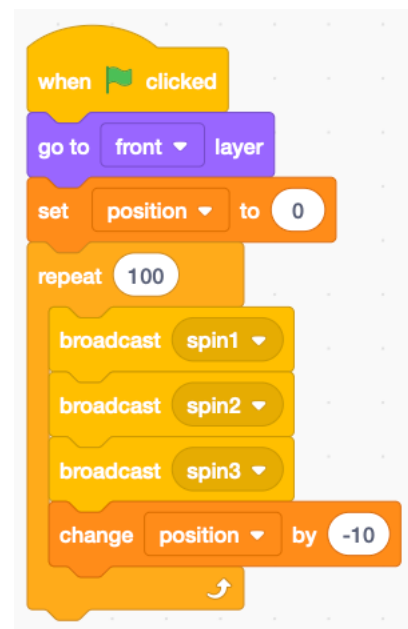 when clicked
go to front layer
set position to 0
repeat 100
broadcast spin1
broadcast spin2
broadcast spin3
change position by -10